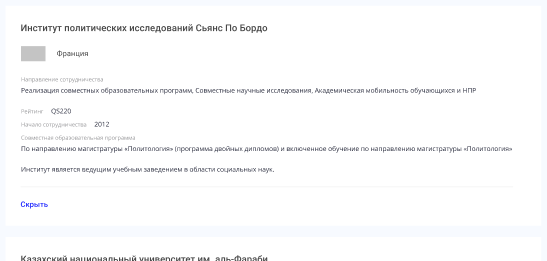 Институт политических исследований Сьянс По Бордо
Франция
Направление сотрудничества
Реализация совместных образовательных программ, Совместные научные исследования, Академическая мобильность обучающихся и НПР
Рейтинг QS220
Начало сотрудничества 2012
Совместная образовательная программа
По направлению магистратуры «Политология» (программа двойных дипломов) и включенное обучение по направлению магистратуры «Политология»
Институт является ведущим учебным заведением в области социальных наук.
Скрыть
Казахский национальный университет им. аль-Фараби